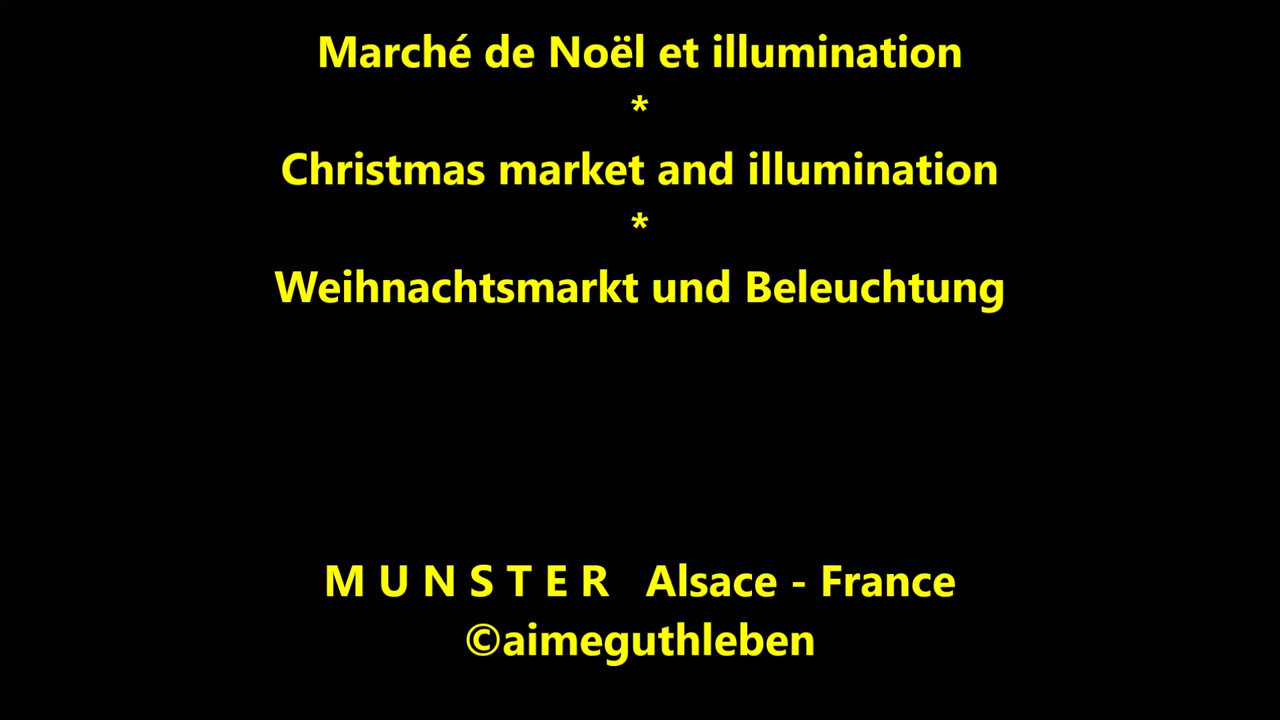 Marché de Noël et illumination
*
Christmas market and illumination
*
Weihnachtsmarkt und Beleuchtung
M U N S T E R   Alsace - France
©aimeguthleben